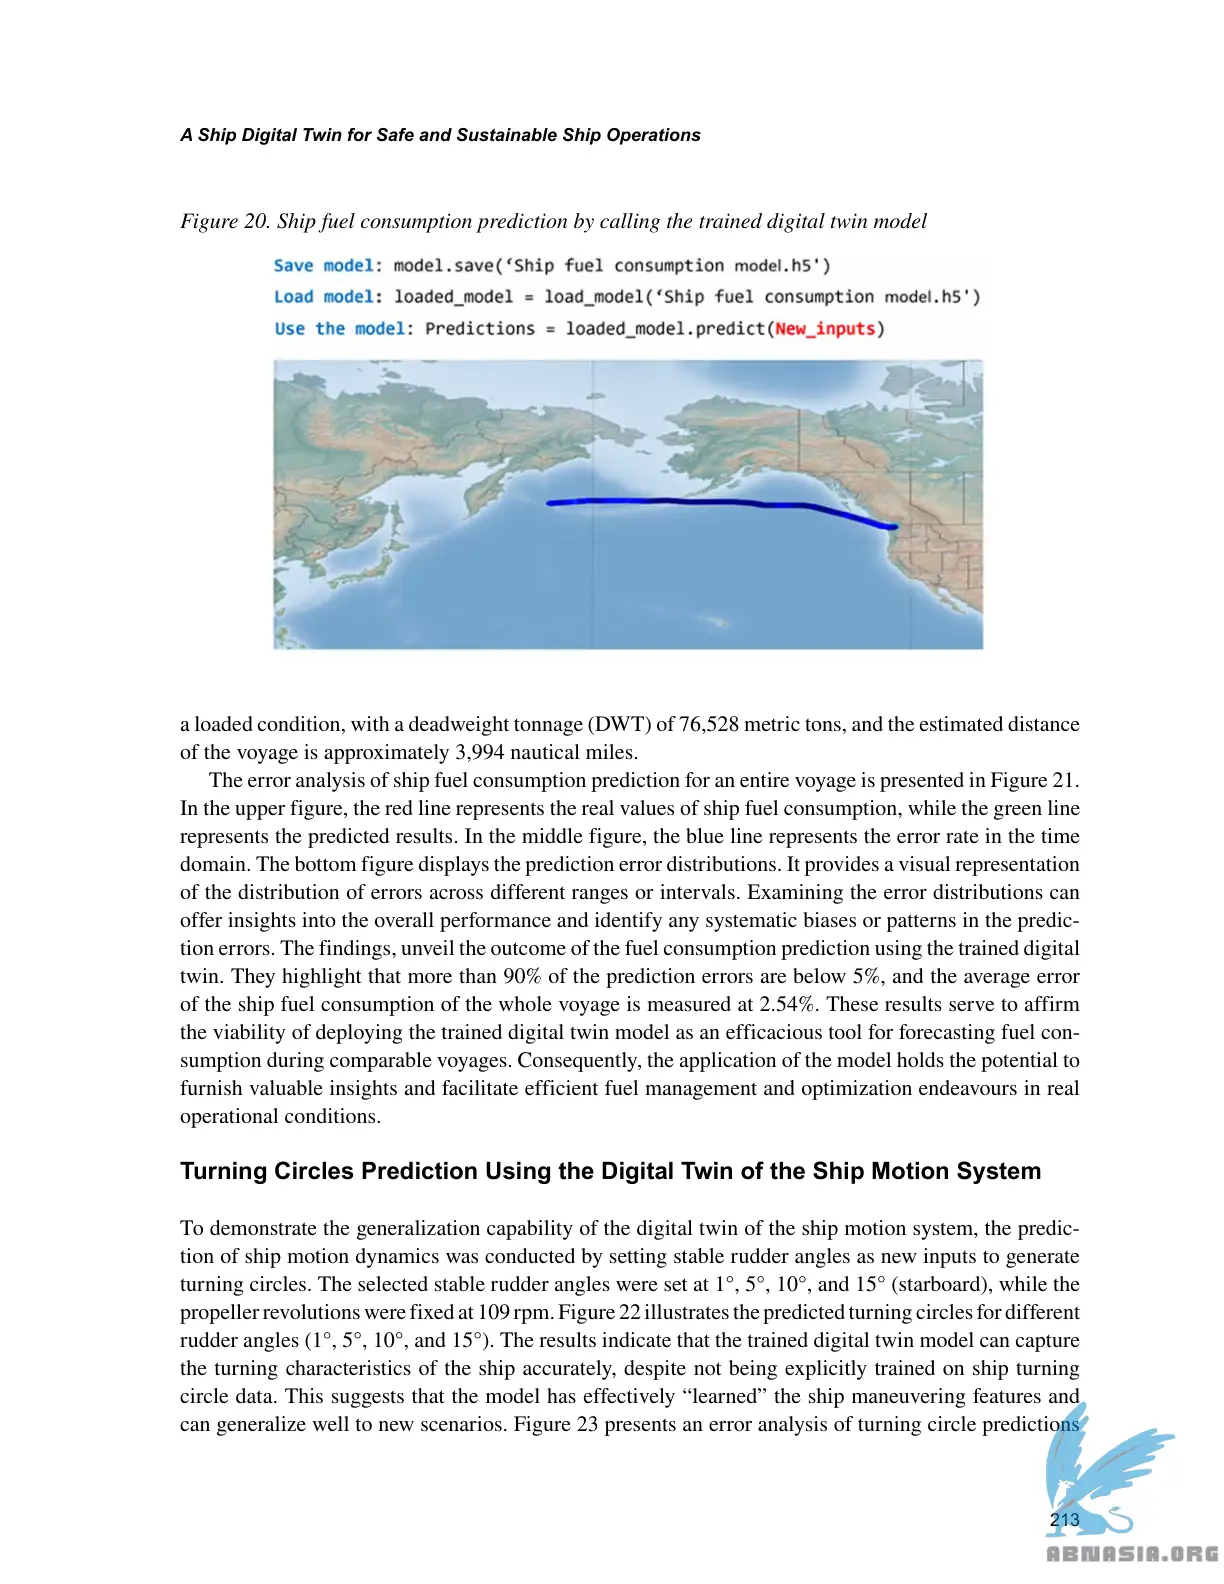 A Ship Digital Twin for Safe and Sustainable Ship Operations
Figure 20. Ship fuel consumption prediction by calling the trained digital twin model
Save model: model.save(‘Ship fuel consumption model.h5')
Load model: loaded_model = load_model(‘Ship fuel consumption model.h5')
Use the model: Predictions = loaded_model.predict(New_inputs)
a loaded condition, with a deadweight tonnage (DWT) of 76,528 metric tons, and the estimated distance
of the voyage is approximately 3,994 nautical miles.
The error analysis of ship fuel consumption prediction for an entire voyage is presented in Figure 21.
In the upper figure, the red line represents the real values of ship fuel consumption, while the green line
represents the predicted results. In the middle figure, the blue line represents the error rate in the time
domain. The bottom figure displays the prediction error distributions. It provides a visual representation
of the distribution of errors across different ranges or intervals. Examining the error distributions can
offer insights into the overall performance and identify any systematic biases or patterns in the predic-
tion errors. The findings, unveil the outcome of the fuel consumption prediction using the trained digital
twin. They highlight that more than 90% of the prediction errors are below 5%, and the average error
of the ship fuel consumption of the whole voyage is measured at 2.54%. These results serve to affirm
the viability of deploying the trained digital twin model as an efficacious tool for forecasting fuel con-
sumption during comparable voyages. Consequently, the application of the model holds the potential to
furnish valuable insights and facilitate efficient fuel management and optimization endeavours in real
operational conditions.
Turning Circles Prediction Using the Digital Twin of the Ship Motion System
To demonstrate the generalization capability of the digital twin of the ship motion system, the predic-
tion of ship motion dynamics was conducted by setting stable rudder angles as new inputs to generate
turning circles. The selected stable rudder angles were set at 1°, 5°, 10°, and 15° (starboard), while the
propeller revolutions were fixed at 109 rpm. Figure 22 illustrates the predicted turning circles for different
rudder angles (1°, 5°, 10°, and 15°). The results indicate that the trained digital twin model can capture
the turning characteristics of the ship accurately, despite not being explicitly trained on ship turning
circle data. This suggests that the model has effectively “learned” the ship maneuvering features and
can generalize well to new scenarios. Figure 23 presents an error analysis of turning circle predictions
213
ABNASIA.ORG